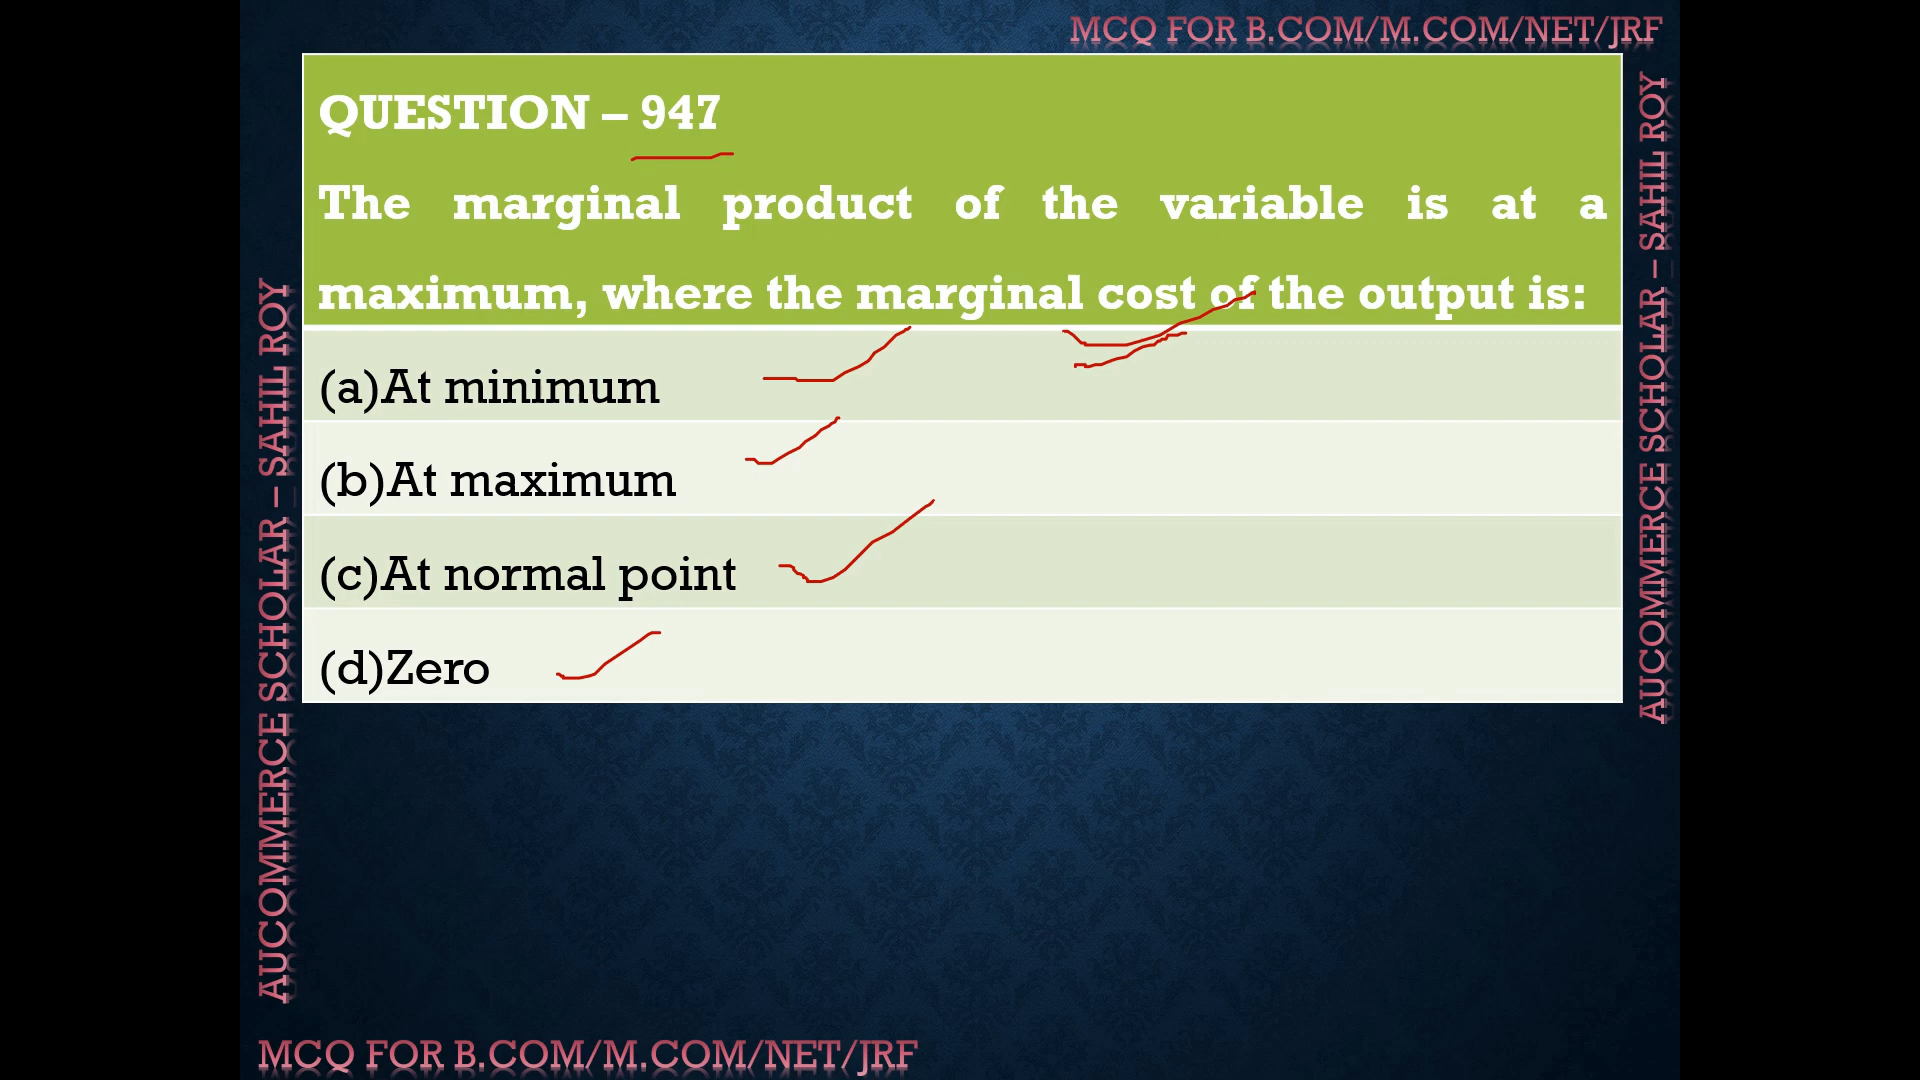 MCQ FOR B.COM/M.COM/NET/JRF
QUESTION – 947
The marginal product of the variable is at a
maximum, where the marginal cost of the output is:
(a)At minimum
(b)At maximum
(c)At normal point
(d)Zero
AUCOMMERCE SCHOLAR – SAHIL ROY
AUCOMMERCE SCHOLAR – SAHIL ROY
MCQ FOR B.COM/M.COM/NET/JRF